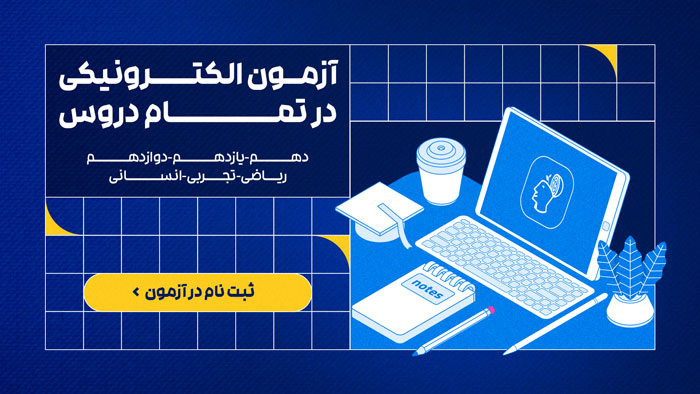 آزمون الکترونیکی
در تمام دروس
دهم-یازدهم-دوازدهم
ریاضی-تجربی-انسانی
ثبت نام در آزمون >
notes